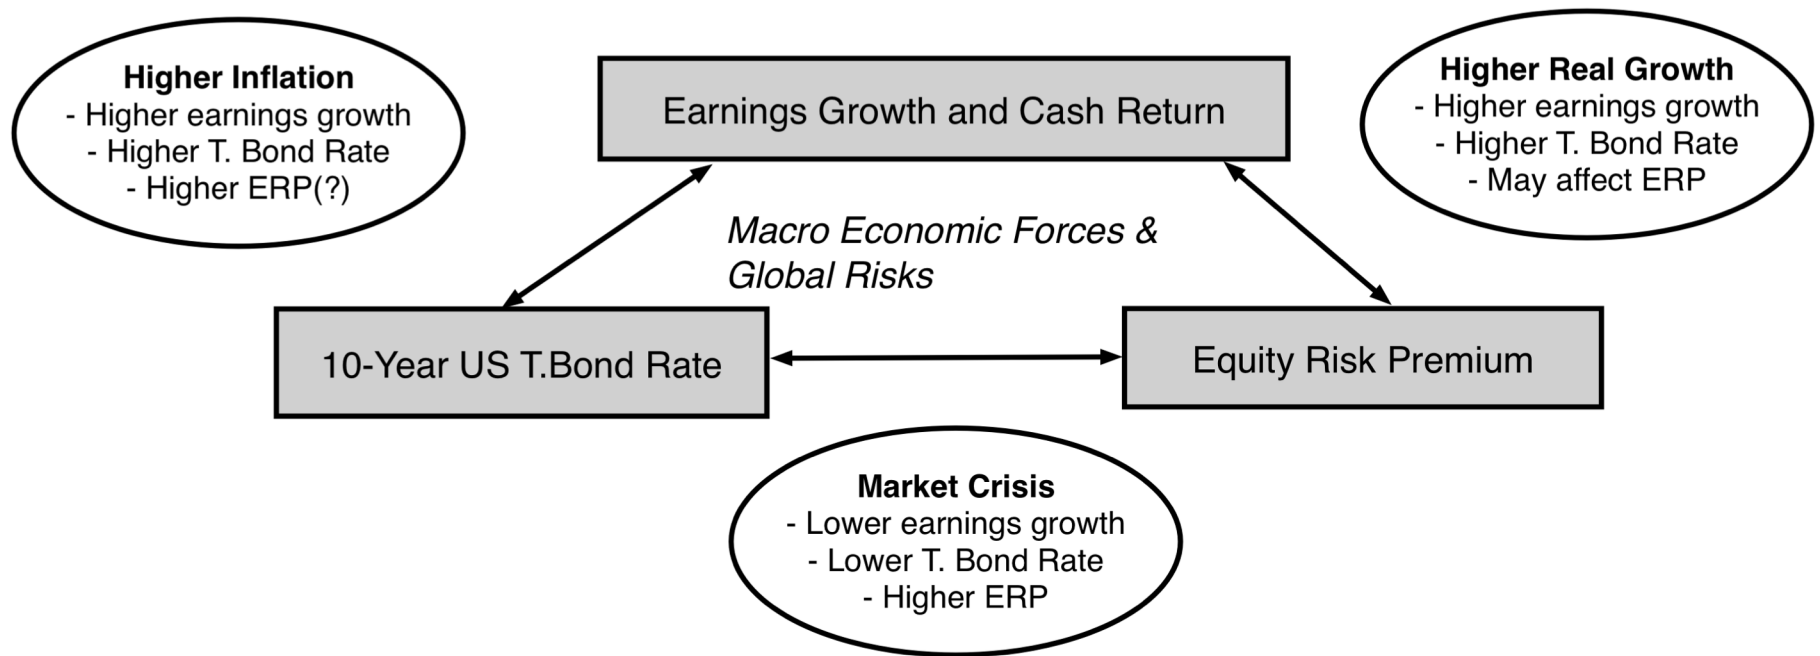 Higher Inflation
- Higher earnings growth
- Higher T. Bond Rate
- Higher ERP(?)
Earnings Growth and Cash Return
Higher Real Growth
- Higher earnings growth
- Higher T. Bond Rate
- May affect ERP
Macro Economic Forces &
Global Risks
10-Year US T.Bond Rate
Equity Risk Premium
Market Crisis
- Lower earnings growth
- Lower T. Bond Rate
- Higher ERP